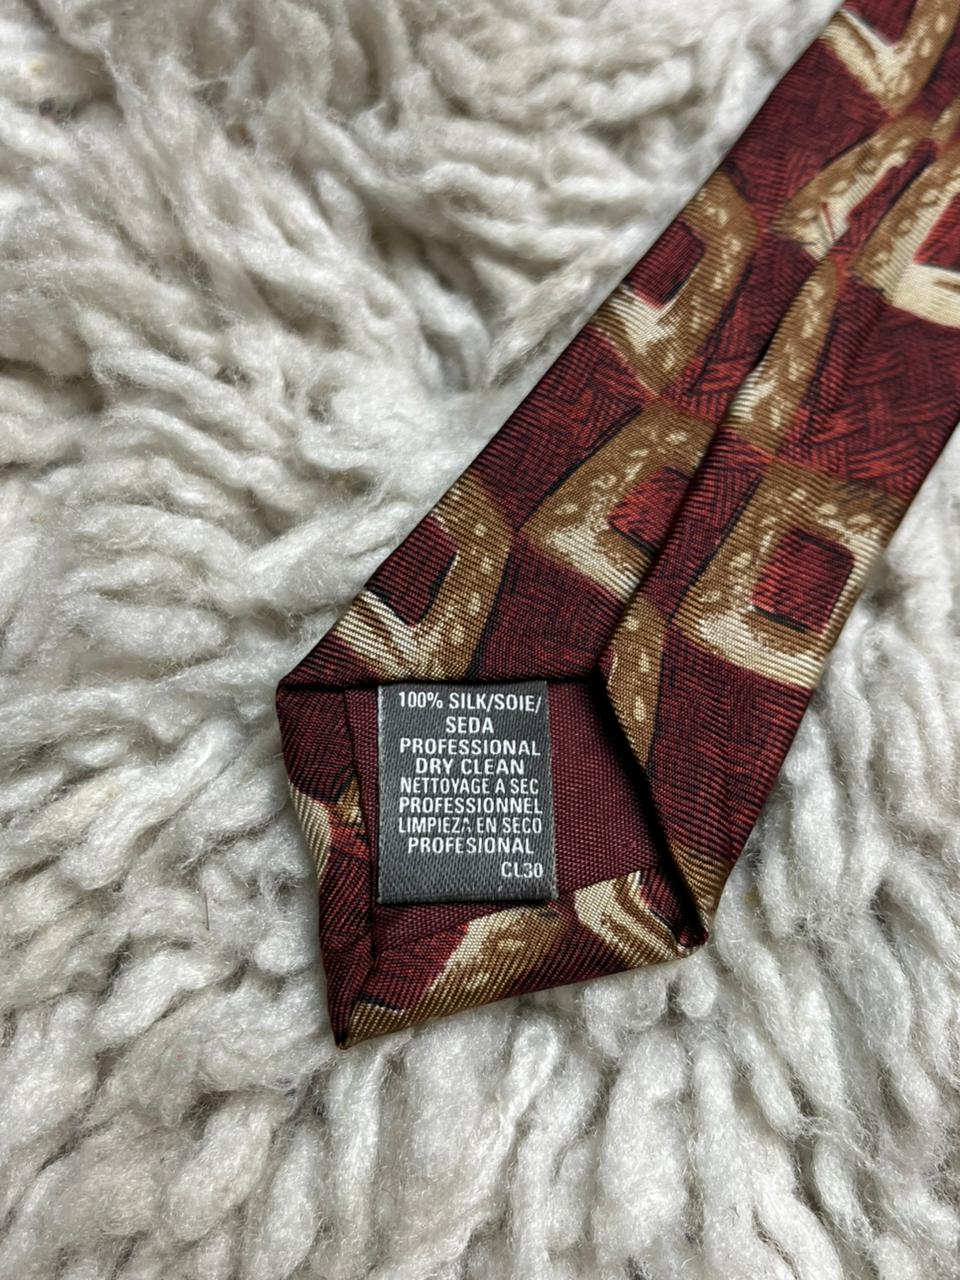 100% SILK/SOIE/
SEDA
PROFESSIONAL
DRY CLEAN
NETTOYAGE A SEC
PROFESSIONNEL
LIMPIEZA EN SECO
PROFESIONAL
CL30